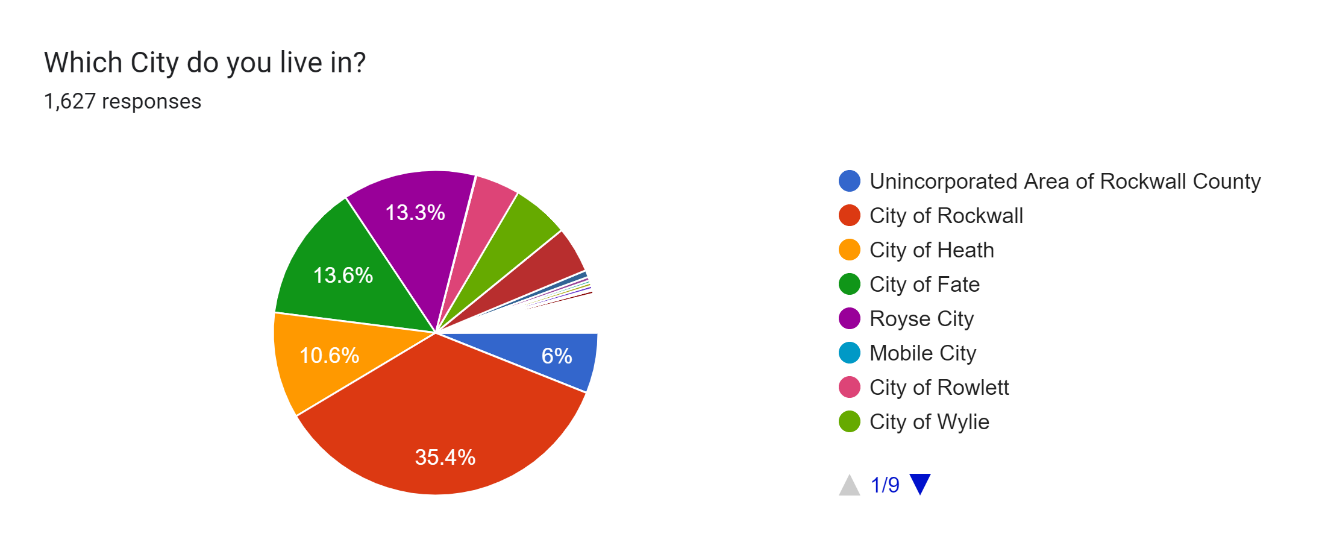 Which City do you live in?
1,627 responses
13.3%
13.6%
10.6%
6%
35.4%
Unincorporated Area of Rockwall County
City of Rockwall
City of Heath
City of Fate
Royse City
Mobile City
City of Rowlett
City of Wylie
1/9